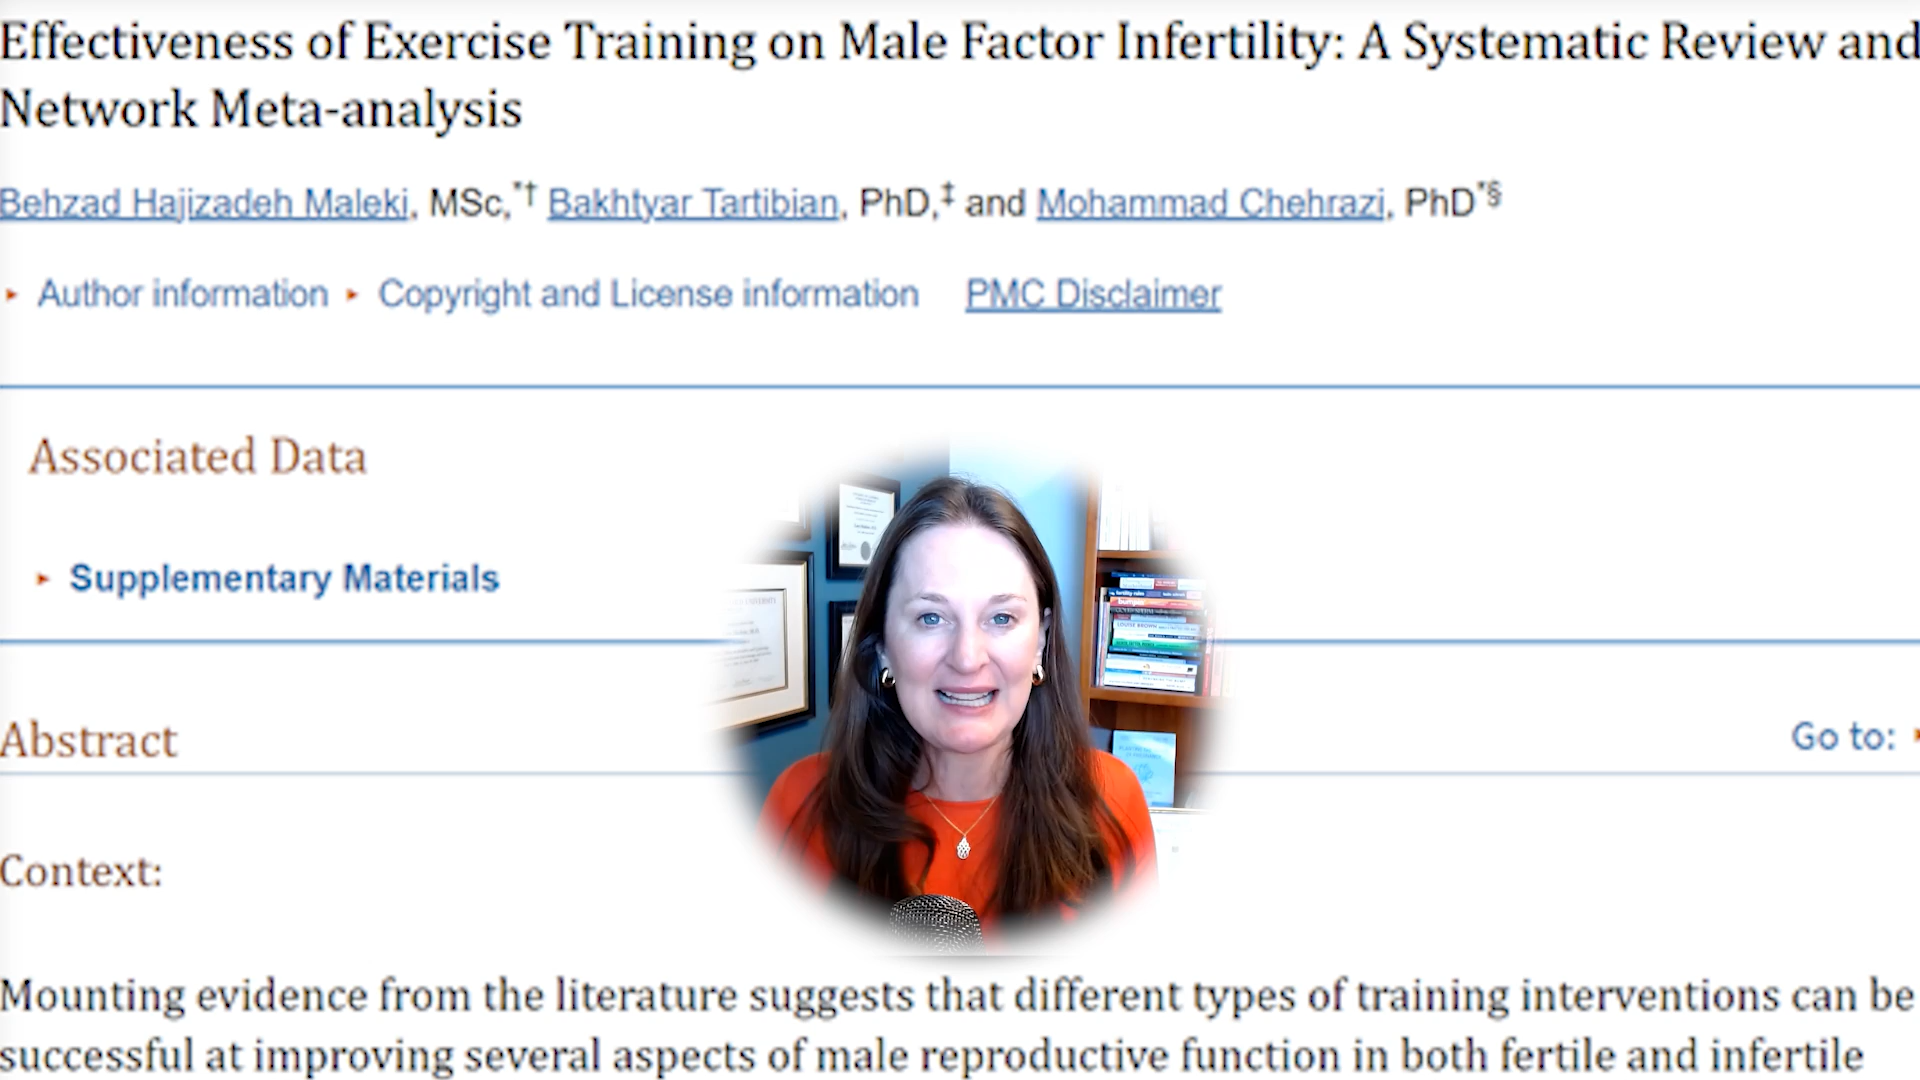 Effectiveness of Exercise Training on Male Factor Infertility: A Systematic Review and
Network Meta-analysis
Behzad Hajizadeh Maleki, MSc,*† Bakhtyar Tartibian, PhD,‡ and Mohammad Chehrazi, PhD*§
▸ Author information ▸ Copyright and License information PMC Disclaimer
Associated Data
▸ Supplementary Materials
Abstract
Go to:
Context:
Mounting evidence from the literature suggests that different types of training interventions can be
successful at improving several aspects of male reproductive function in both fertile and infertile
LOUISE BROWN